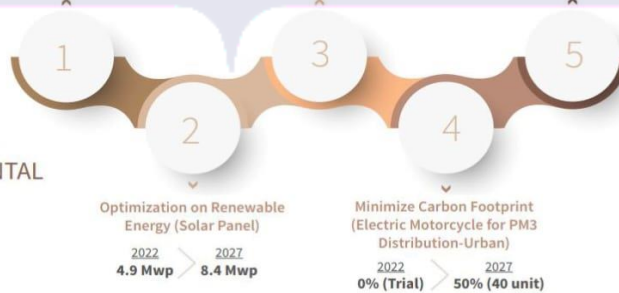 1
3
5
2
4
NTAL
Optimization on Renewable
Energy (Solar Panel)
2022
2027
4.9 Mwp
8.4 Mwp
Minimize Carbon Footprint
(Electric Motorcycle for PM3
Distribution-Urban)
2022
2027
0% (Trial)
50% (40 unit)